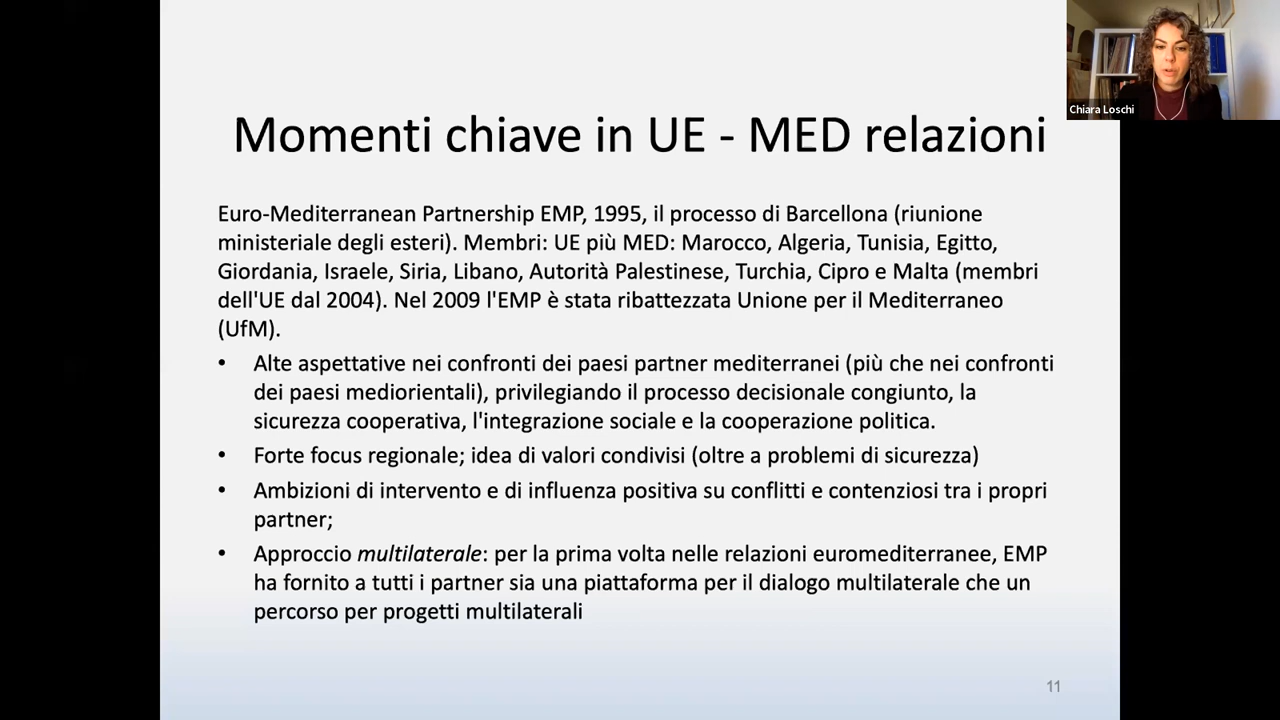 Chiara Loschi
Momenti chiave in UE - MED relazioni
Euro-Mediterranean Partnership EMP, 1995, il processo di Barcellona (riunione
ministeriale degli esteri). Membri: UE più MED: Marocco, Algeria, Tunisia, Egitto,
Giordania, Israele, Siria, Libano, Autorità Palestinese, Turchia, Cipro e Malta (membri
dell'UE dal 2004). Nel 2009 l'EMP è stata ribattezzata Unione per il Mediterraneo
(UfM).
• Alte aspettative nei confronti dei paesi partner mediterranei (più che nei confronti
dei paesi mediorientali), privilegiando il processo decisionale congiunto, la
sicurezza cooperativa, l'integrazione sociale e la cooperazione politica.
• Forte focus regionale; idea di valori condivisi (oltre a problemi di sicurezza)
• Ambizioni di intervento e di influenza positiva su conflitti e contenziosi tra i propri
partner;
• Approccio multilaterale: per la prima volta nelle relazioni euromediterranee, EMP
ha fornito a tutti i partner sia una piattaforma per il dialogo multilaterale che un
percorso per progetti multilaterali
11